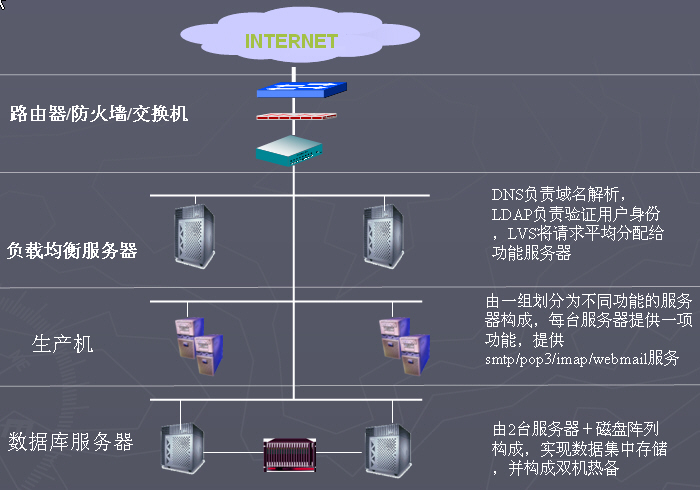 INTERNET
路由器/防火墙/交换机
DNS负责域名解析，
LDAP负责验证用户身份
，LVS将请求平均分配给
功能服务器
负载均衡服务器
由一组划分为不同功能的服务
器构成，每台服务器提供一项
功能，提供
smtp/pop3/imap/webmail服务
生产机
数据库服务器
由2台服务器＋磁盘阵列
构成，实现数据集中存储
，并构成双机热备